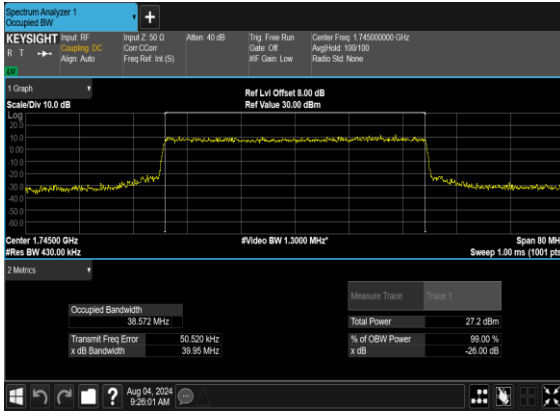 Spectrum Analyzer 1
Occupied BW
+
KEYSIGHT Input: RF Input Z: 50 Ω Atten: 40 dB Trig: Free Run Center Freq: 1.745000000 GHz
R T Coupling: DC Corr CCorr Gate: Off Avg|Hold: 100/100
Align: Auto Freq Ref: Int (S) #IF Gain: Low Radio Std: None
1 Graph
Scale/Div 10.0 dB Ref Lvl Offset 8.00 dB
Ref Value 30.00 dBm
Log
20.0
10.0
0.00
-10.0
-20.0
-30.0
-40.0
-50.0
-60.0
Center 1.74500 GHz #Video BW 1.3000 MHz* Span 80 MH
#Res BW 430.00 kHz Sweep 1.00 ms (1001 pts
2 Metrics
Measure Trace Trace 1
Occupied Bandwidth
38.572 MHz Total Power 27.2 dBm
Transmit Freq Error 50.520 kHz % of OBW Power 99.00 %
x dB Bandwidth 39.95 MHz x dB -26.00 dB
? Aug 04, 2024
9:26:01 AM